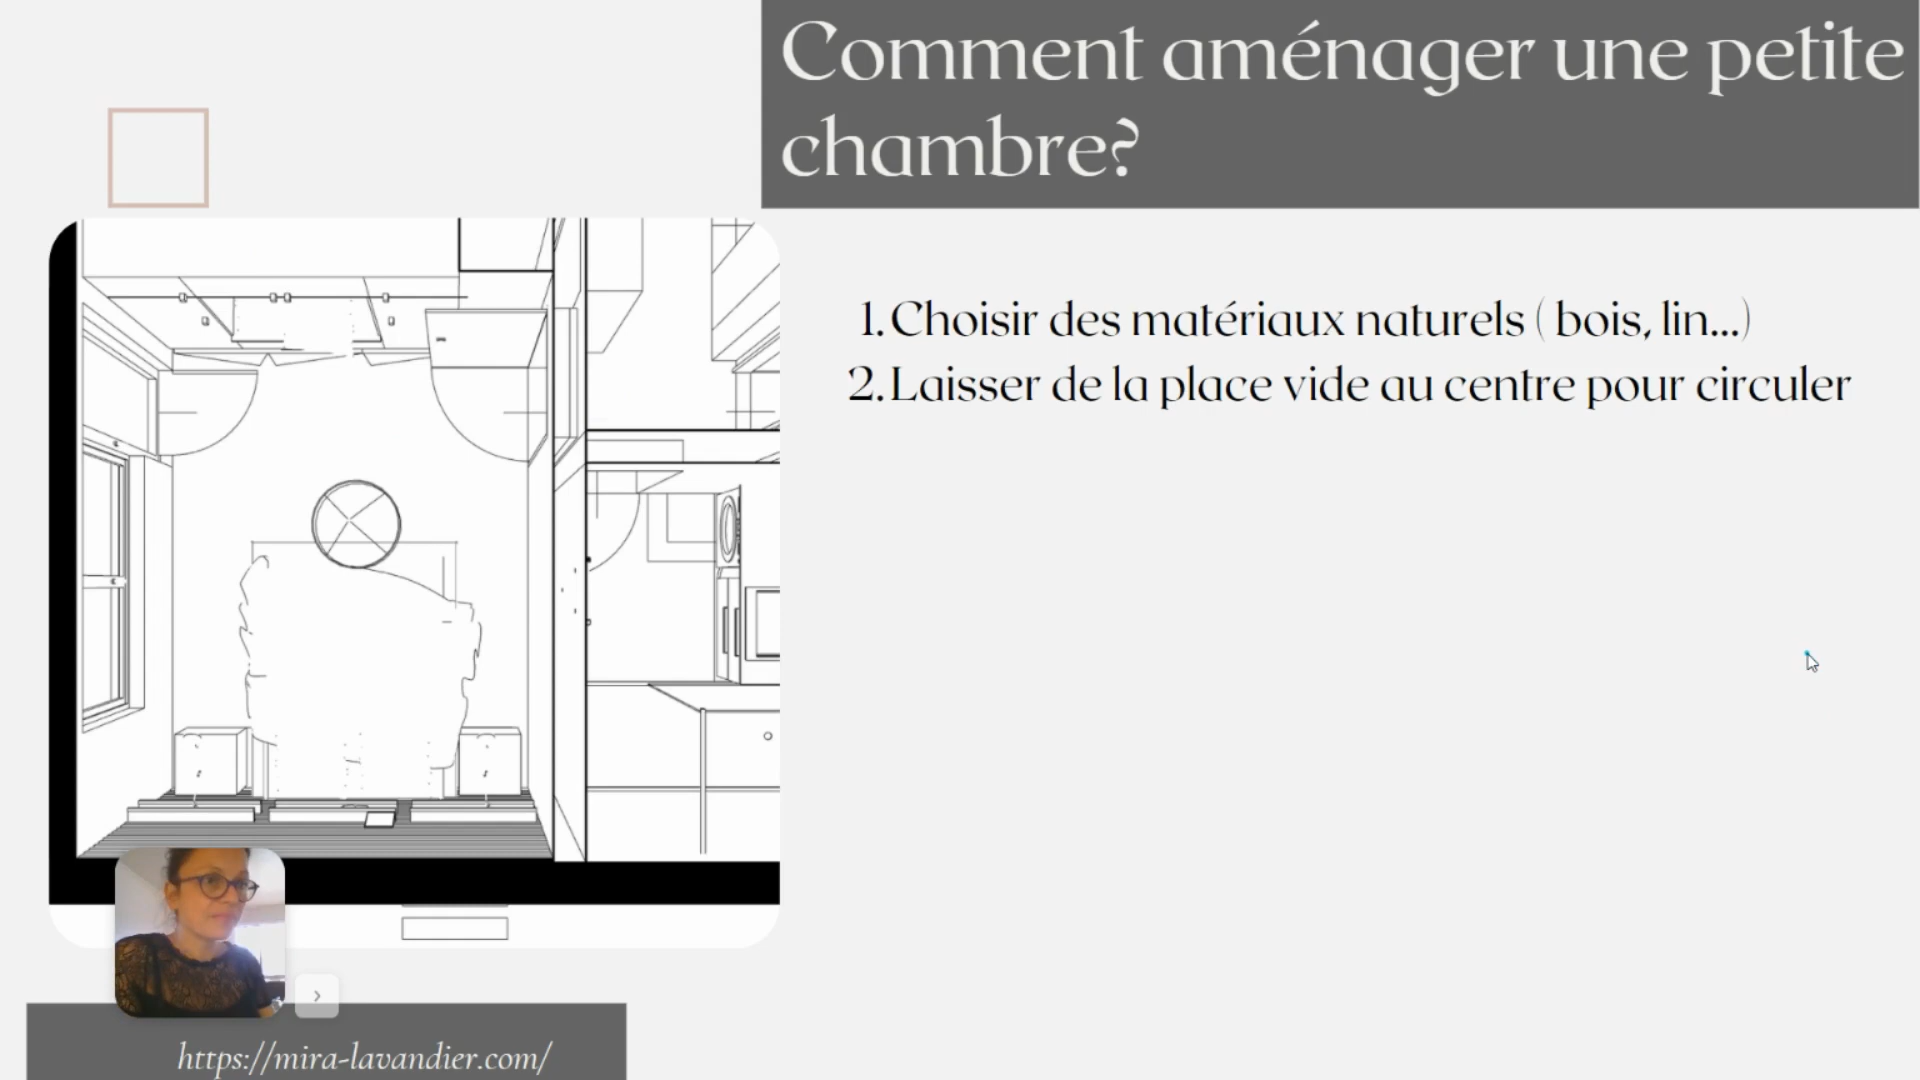 Comment aménager une petite
chambre?
1. Choisir des matériaux naturels ( bois, lin...)
2. Laisser de la place vide au centre pour circuler
https://mira-lavandier.com/